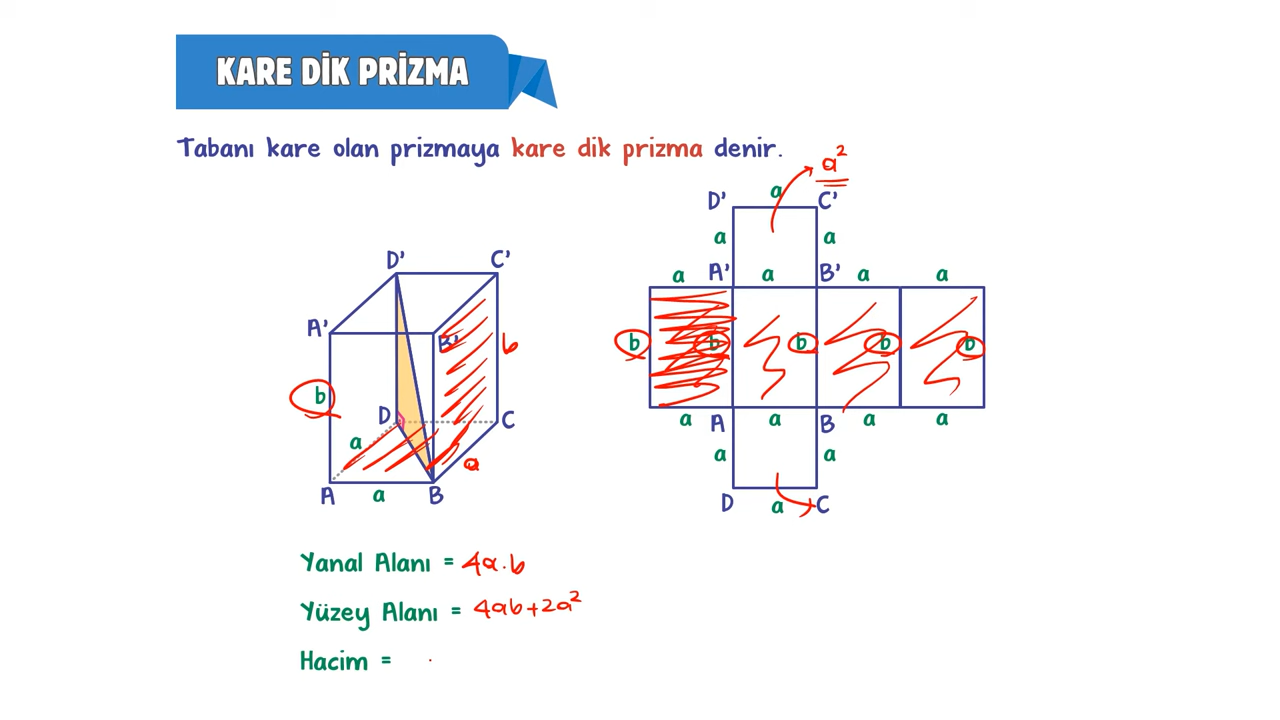 KARE DİK PRİZMA
Tabanı kare olan prizmaya kare dik prizma denir.
a²
a
D' C'
a a
a A' a B' a a
b b b b b
a A a B a a
a a
D a C
D' C'
A' B'
b
b
D C
a a
A a B
Yanal Alanı = 4a.b
Yüzey Alanı = 4ab+2a²
Hacim =